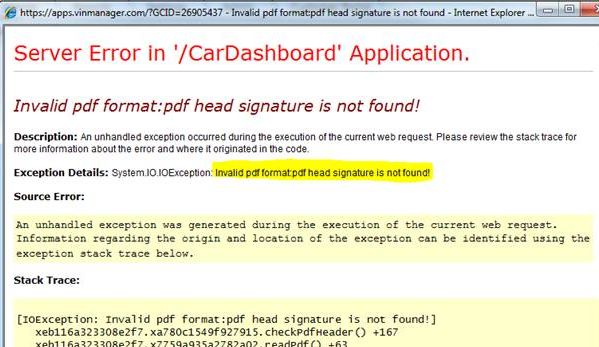 https://apps.vinmanager.com/?GCID=26905437 - Invalid pdf format:pdf head signature is not found! - Internet Explorer ...
Server Error in '/CarDashboard' Application.
Invalid pdf format:pdf head signature is not found!
Description: An unhandled exception occurred during the execution of the current web request. Please review the stack trace for
more information about the error and where it originated in the code.
Exception Details: System.IO.IOException: Invalid pdf format:pdf head signature is not found!
Source Error:
An unhandled exception was generated during the execution of the current web request.
Information regarding the origin and location of the exception can be identified using the
exception stack trace below.
Stack Trace:
[IOException: Invalid pdf format:pdf head signature is not found!]
xeb116a323308e2f7.xa780c1549f927915.checkPdfHeader() +167
xeb116a323308e2f7.x7759a935a2782a02.readPdf() +63